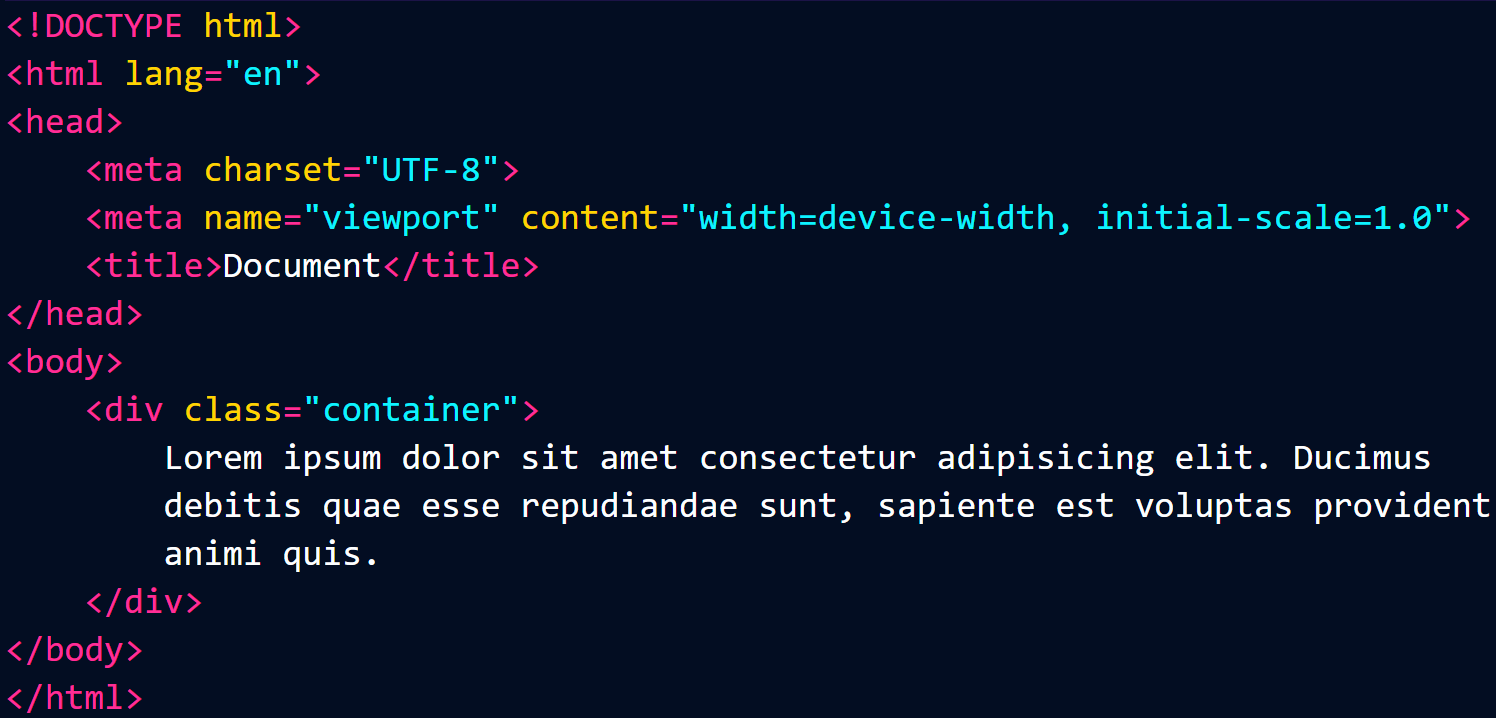 <!DOCTYPE html>
<html lang="en">
<head>
    <meta charset="UTF-8">
    <meta name="viewport" content="width=device-width, initial-scale=1.0">
    <title>Document</title>
</head>
<body>
    <div class="container">
        Lorem ipsum dolor sit amet consectetur adipisicing elit. Ducimus
        debitis quae esse repudiandae sunt, sapiente est voluptas provident
        animi quis.
    </div>
</body>
</html>